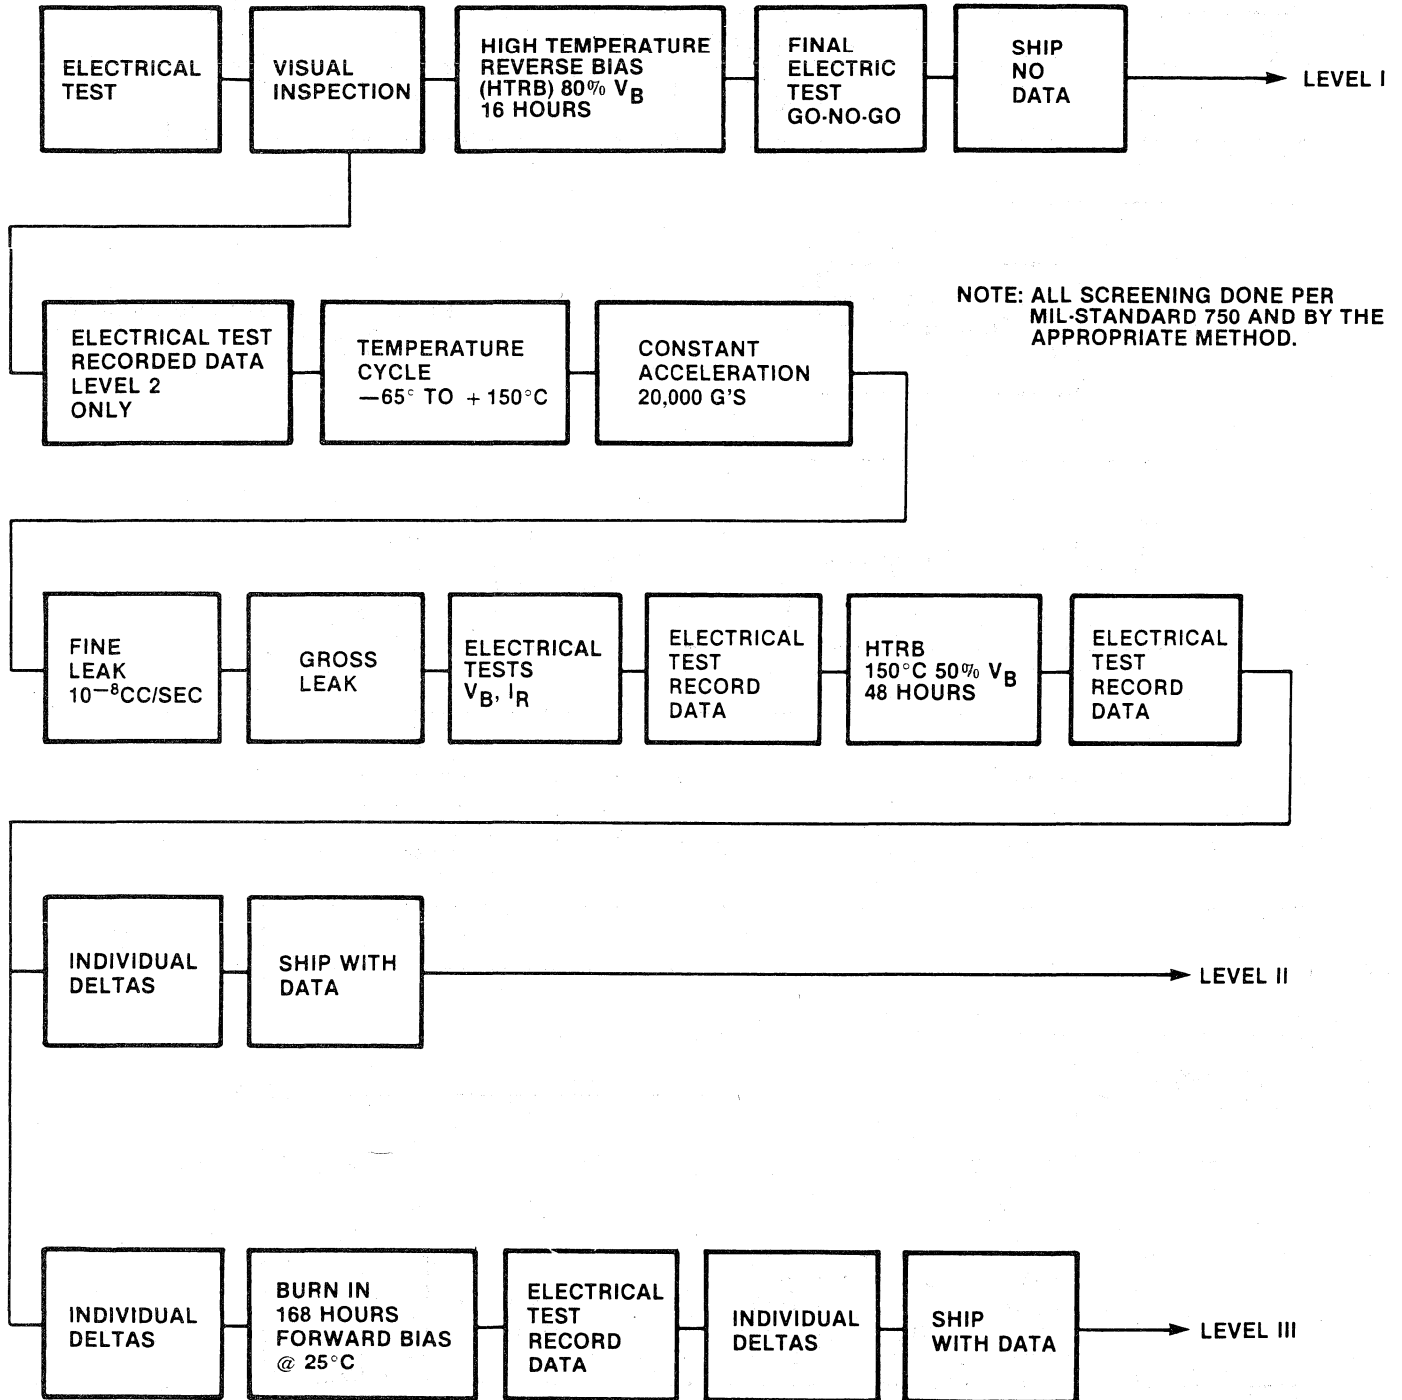 ELECTRICAL
TEST
VISUAL
INSPECTION
HIGH TEMPERATURE
REVERSE BIAS
(HTRB) 80% VB
16 HOURS
FINAL
ELECTRIC
TEST
GO-NO-GO
SHIP
NO
DATA
LEVEL I
NOTE: ALL SCREENING DONE PER
MIL-STANDARD 750 AND BY THE
APPROPRIATE METHOD.
ELECTRICAL TEST
RECORDED DATA
LEVEL 2
ONLY
TEMPERATURE
CYCLE
—65° TO +150°C
CONSTANT
ACCELERATION
20,000 G'S
FINE
LEAK
10—8CC/SEC
GROSS
LEAK
ELECTRICAL
TESTS
VB, IR
ELECTRICAL
TEST
RECORD
DATA
HTRB
150°C 50% VB
48 HOURS
ELECTRICAL
TEST
RECORD
DATA
INDIVIDUAL
DELTAS
SHIP WITH
DATA
LEVEL II
INDIVIDUAL
DELTAS
BURN IN
168 HOURS
FORWARD BIAS
@ 25°C
ELECTRICAL
TEST
RECORD
DATA
INDIVIDUAL
DELTAS
SHIP
WITH DATA
LEVEL III